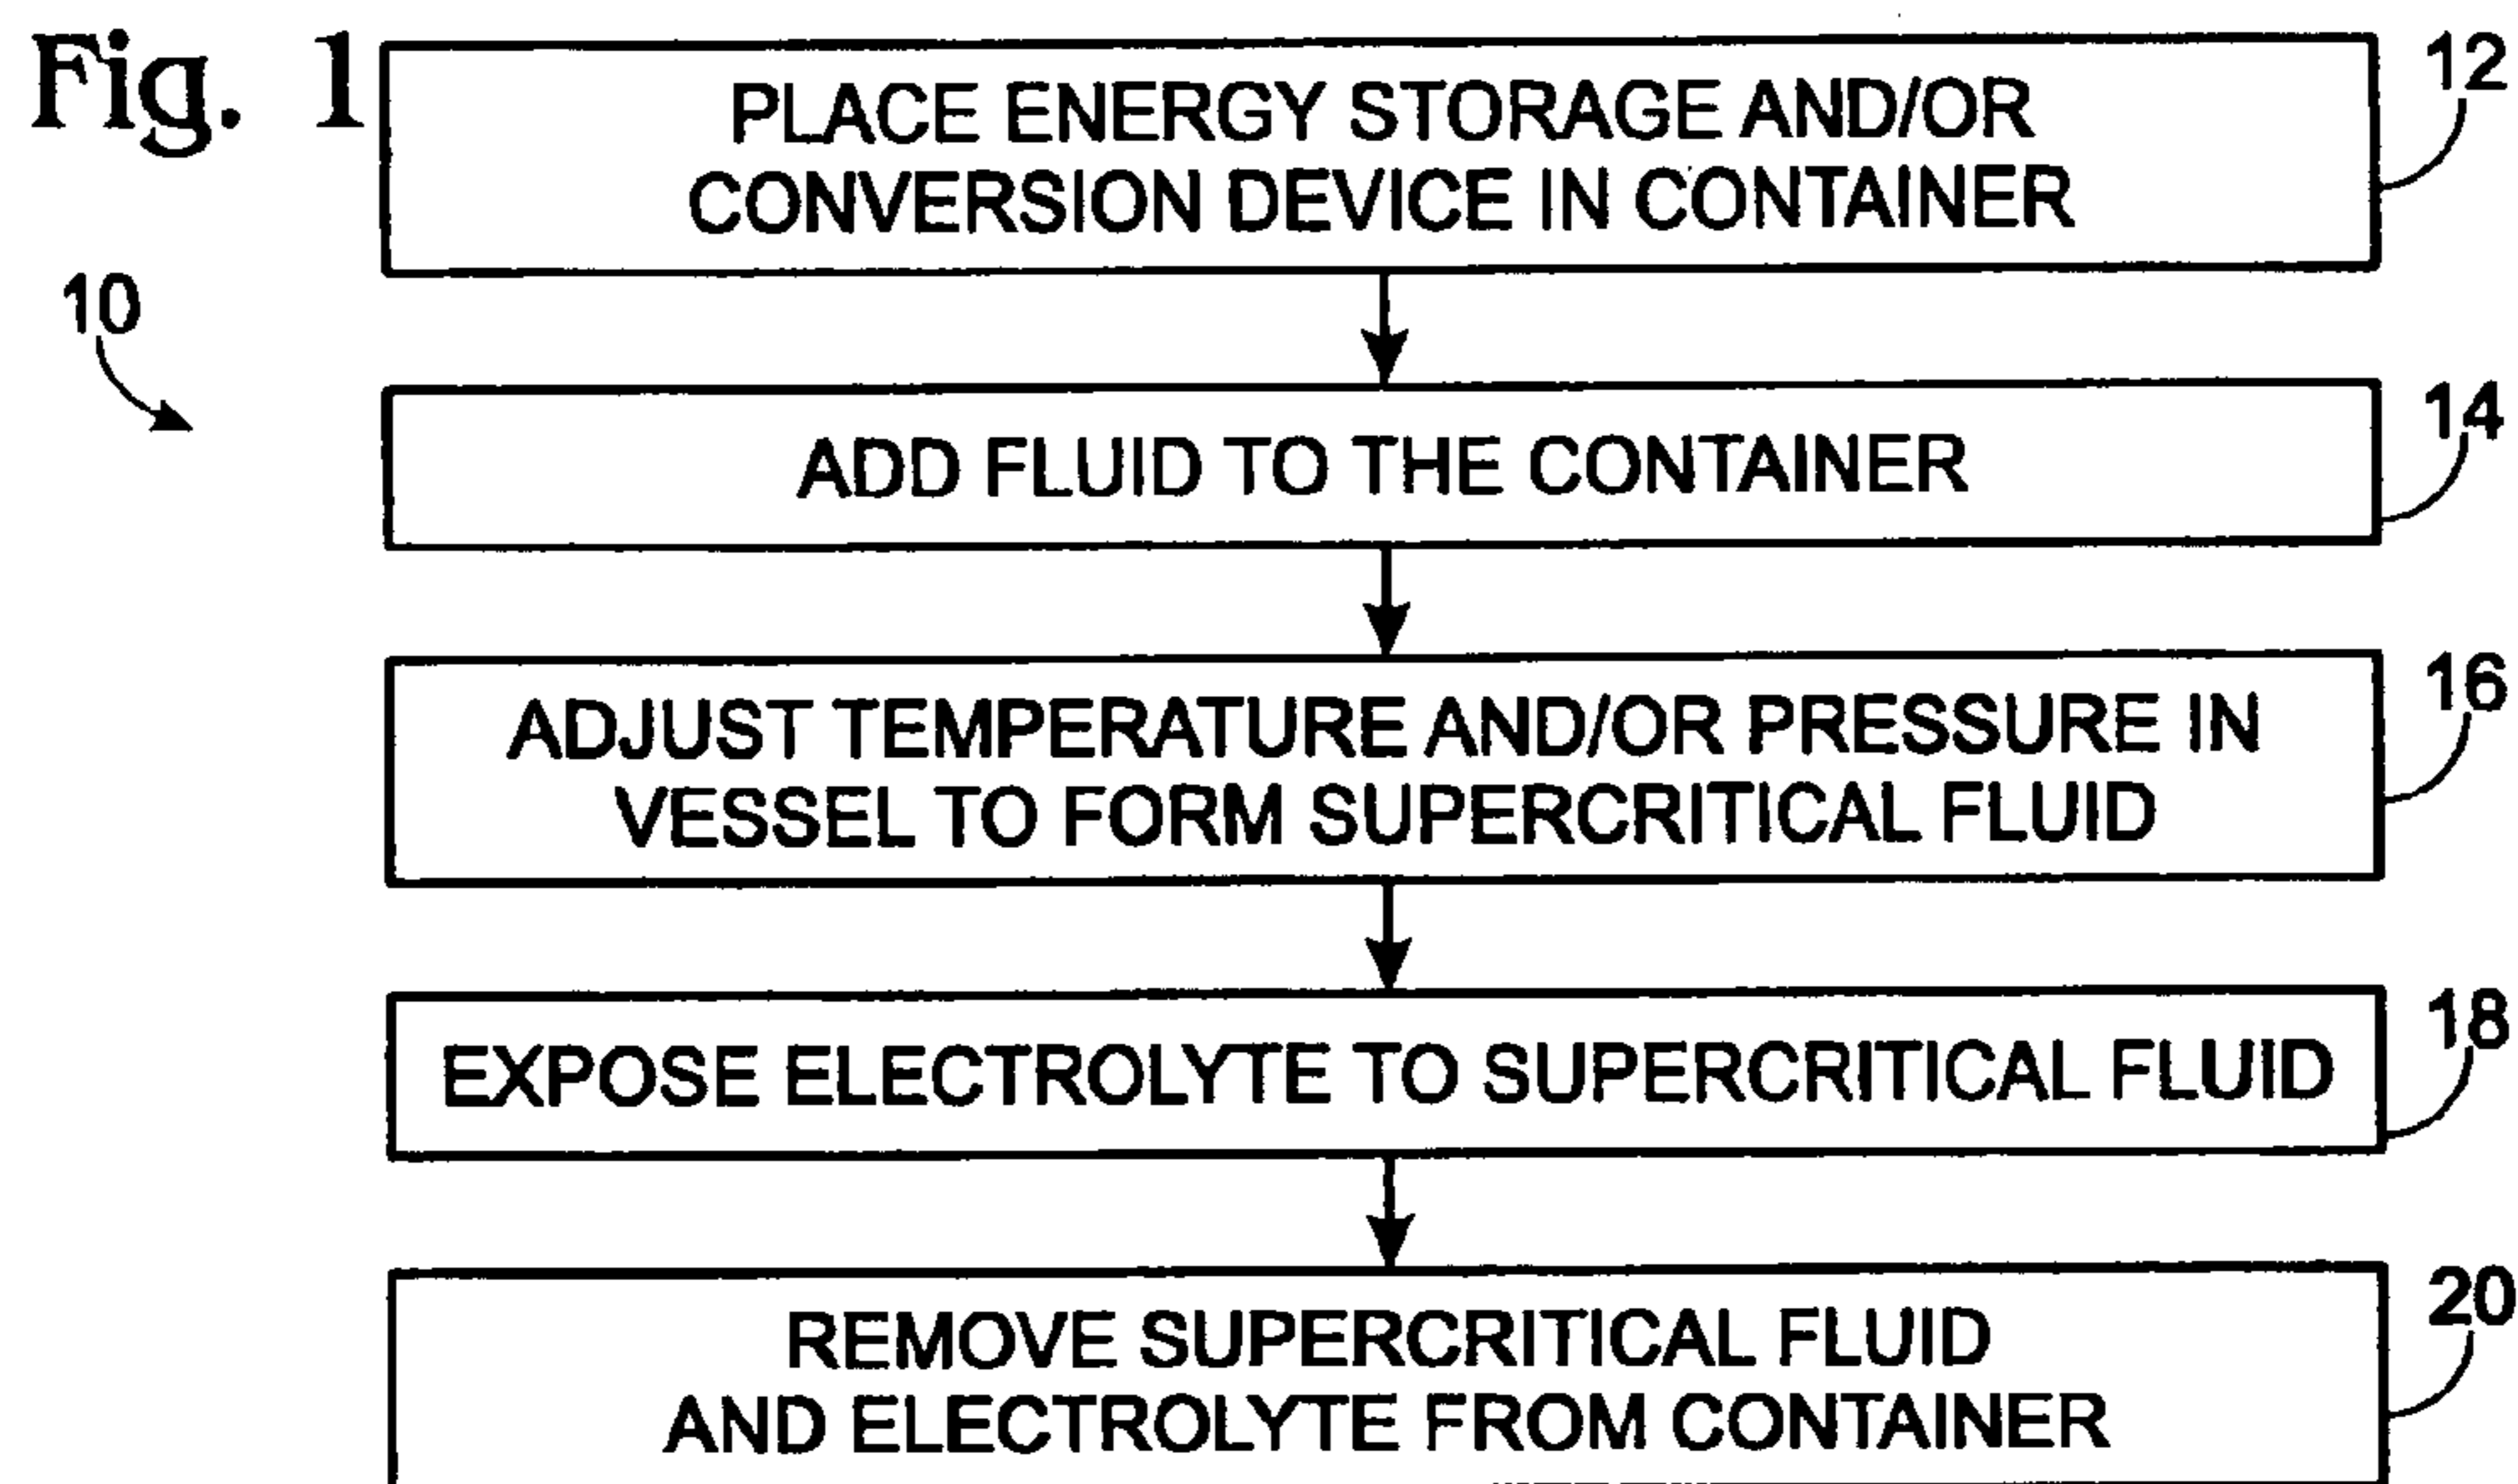 Fig. 1
PLACE ENERGY STORAGE AND/OR
CONVERSION DEVICE IN CONTAINER
12
10
ADD FLUID TO THE CONTAINER
14
ADJUST TEMPERATURE AND/OR PRESSURE IN
VESSEL TO FORM SUPERCRITICAL FLUID
16
EXPOSE ELECTROLYTE TO SUPERCRITICAL FLUID
18
REMOVE SUPERCRITICAL FLUID
AND ELECTROLYTE FROM CONTAINER
20